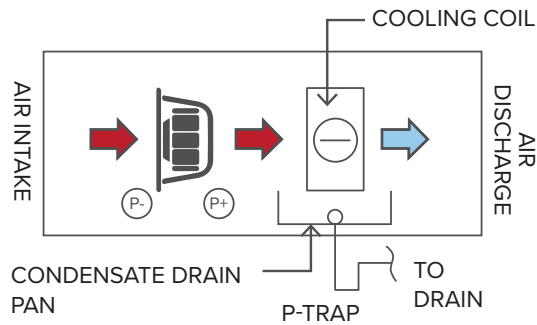 COOLING COIL
AIR INTAKE
AIR
DISCHARGE
P-
P+
CONDENSATE DRAIN
PAN
P-TRAP
TO
DRAIN